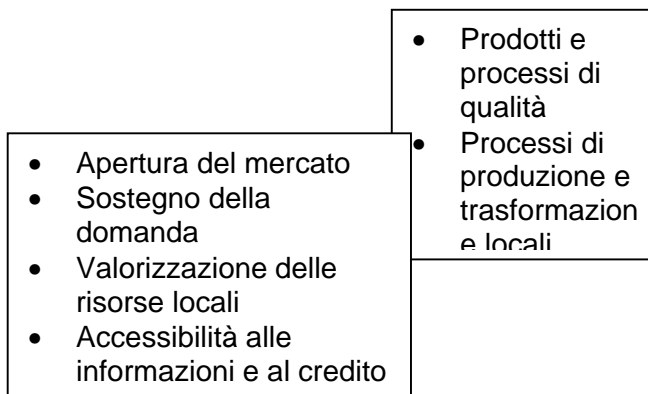 • Prodotti e
processi di
qualità
• Processi di
produzione e
trasformazion
e locali
• Apertura del mercato
• Sostegno della
domanda
• Valorizzazione delle
risorse locali
• Accessibilità alle
informazioni e al credito